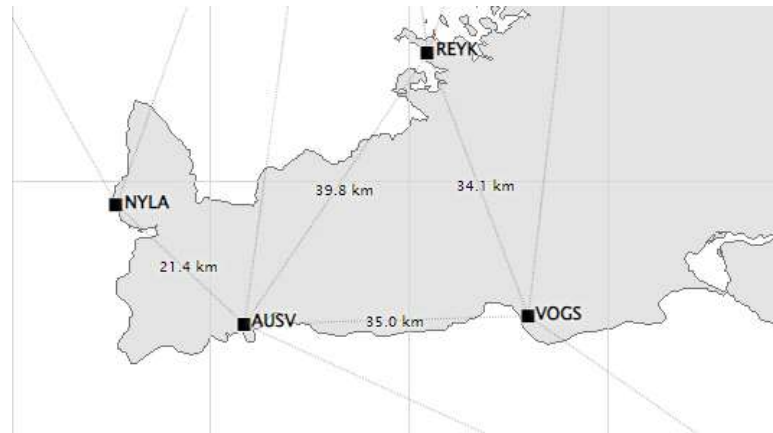 REYK
39.8 km
34.1 km
NYLA
21.4 km
AUSV
35.0 km
VOGS